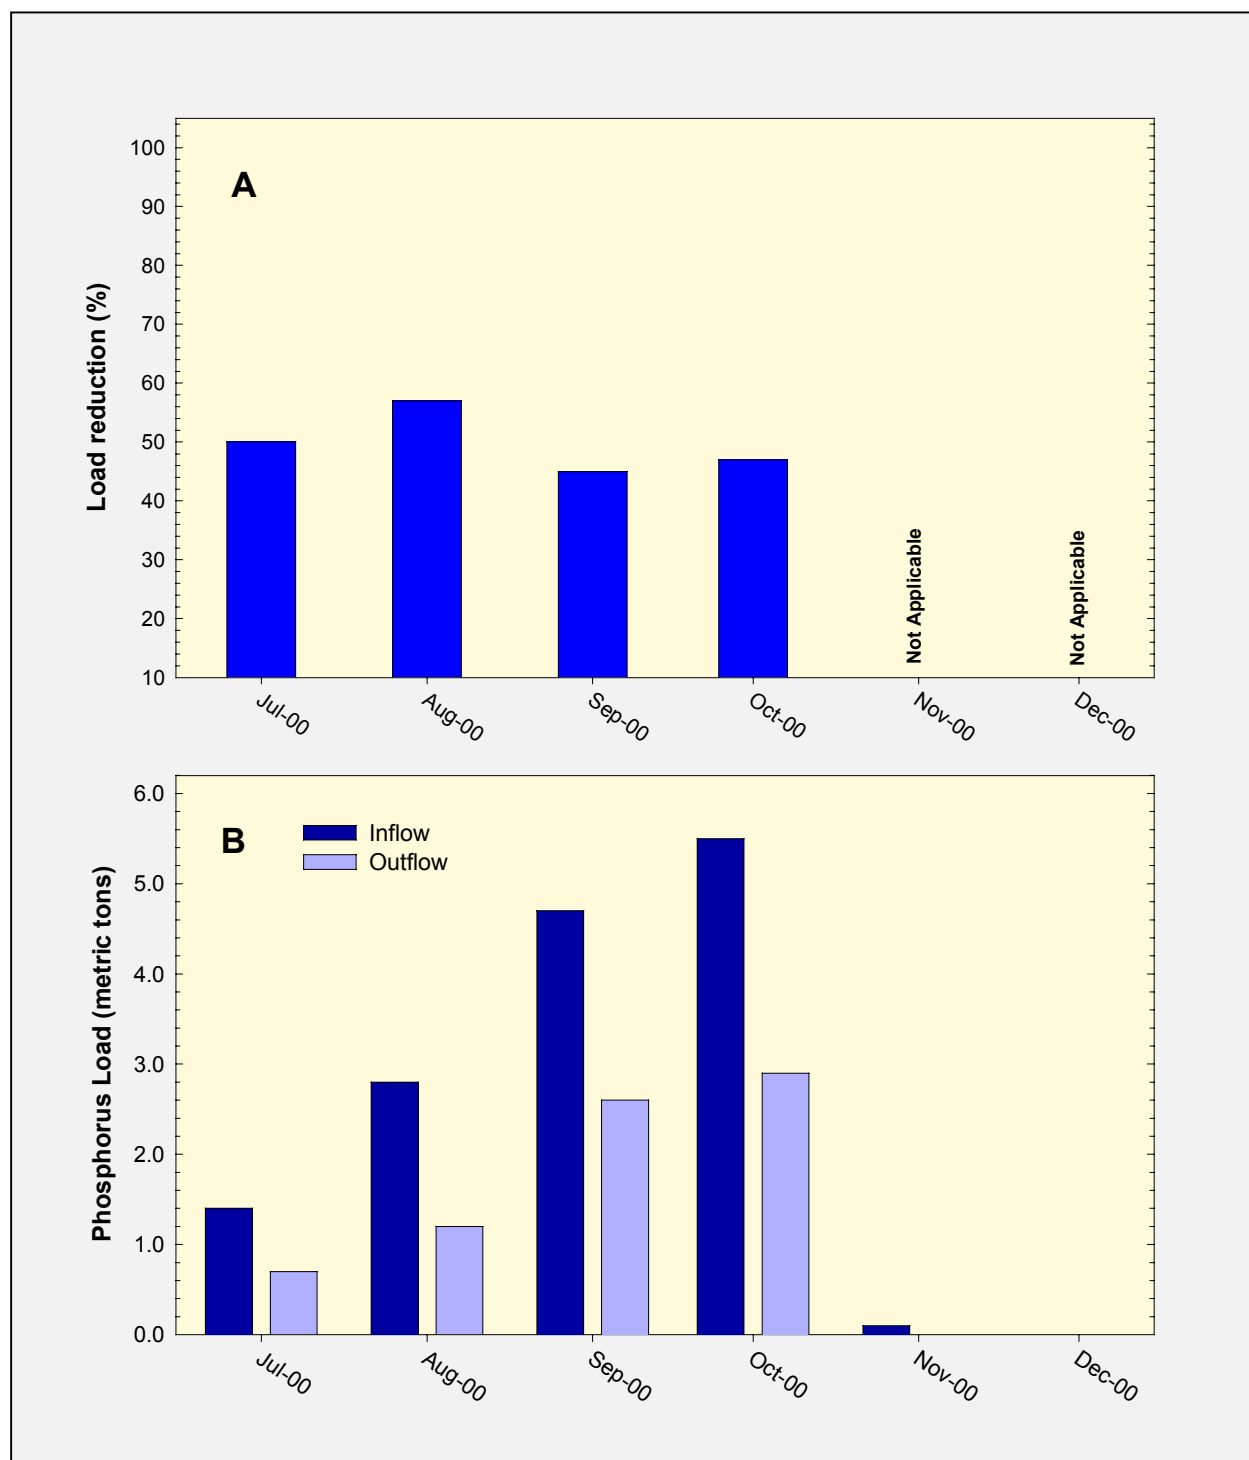 A
Load reduction (%)
100
90
80
70
60
50
40
30
20
10
Not Applicable
Not Applicable
Jul-00
Aug-00
Sep-00
Oct-00
Nov-00
Dec-00
B
Inflow
Outflow
Phosphorus Load (metric tons)
6.0
5.0
4.0
3.0
2.0
1.0
0.0
Jul-00
Aug-00
Sep-00
Oct-00
Nov-00
Dec-00